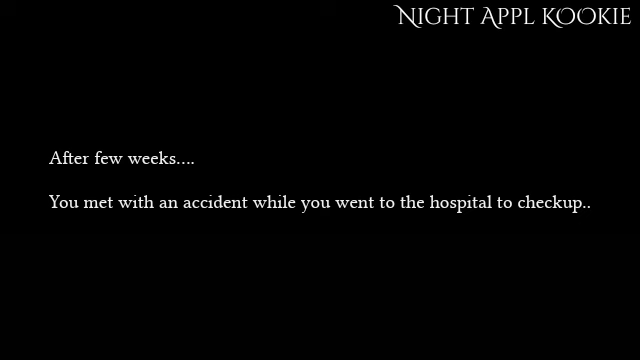 NIGHT APPL KOOKIE
After few weeks....
You met with an accident while you went to the hospital to checkup..